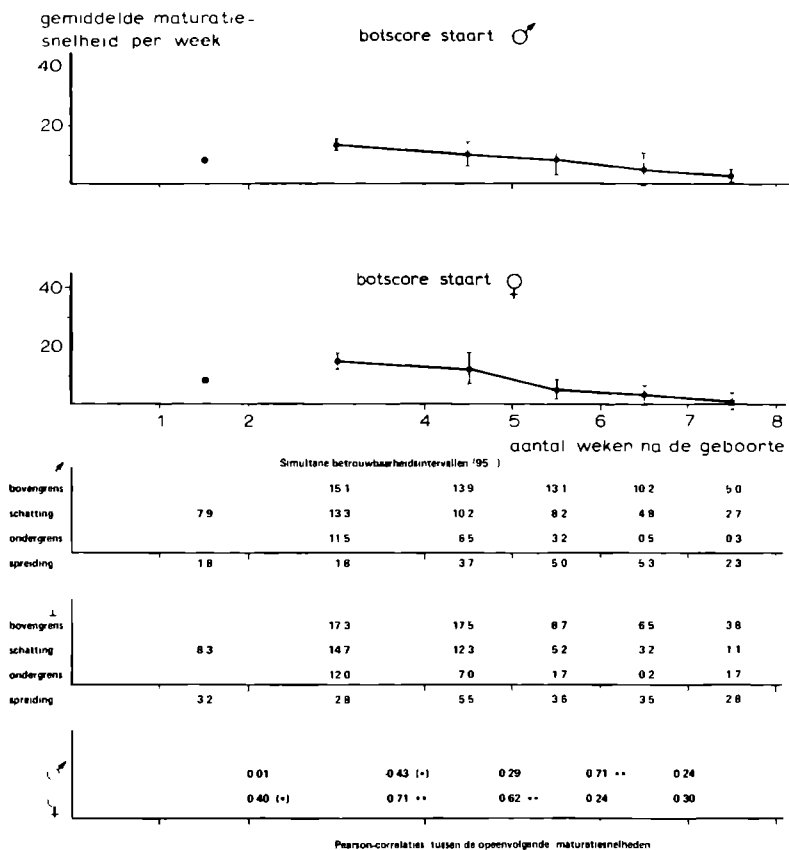 gemiddelde maturatie-
snelheid per week
botscore staart ♂
40
20
botscore staart ♀
40
20
1 2 4 5 6 7 8
aantal weken na de geboorte
Simultane betrouwbaarheidsintervallen (95 )
bovengrens 15 1 13 9 13 1 10 2 5 0
schatting 7 9 13 3 10 2 8 2 4 8 2 7
ondergrens 11 5 6 5 3 2 0 5 0 3
spreiding 1 8 1 8 3 7 5 0 5 3 2 3
bovengrens 17 3 17 5 8 7 6 5 3 8
schatting 8 3 14 7 12 3 5 2 3 2 1 1
ondergrens 12 0 7 0 1 7 0 2 1 7
spreiding 3 2 2 8 5 5 3 6 3 5 2 8
0 01 -0 43 (*) 0 29 0 71 ** 0 24
0 40 (*) 0 71 ** 0 62 ** 0 24 0 30
Pearson-correlaties tussen de opeenvolgende maturatiesnelheden